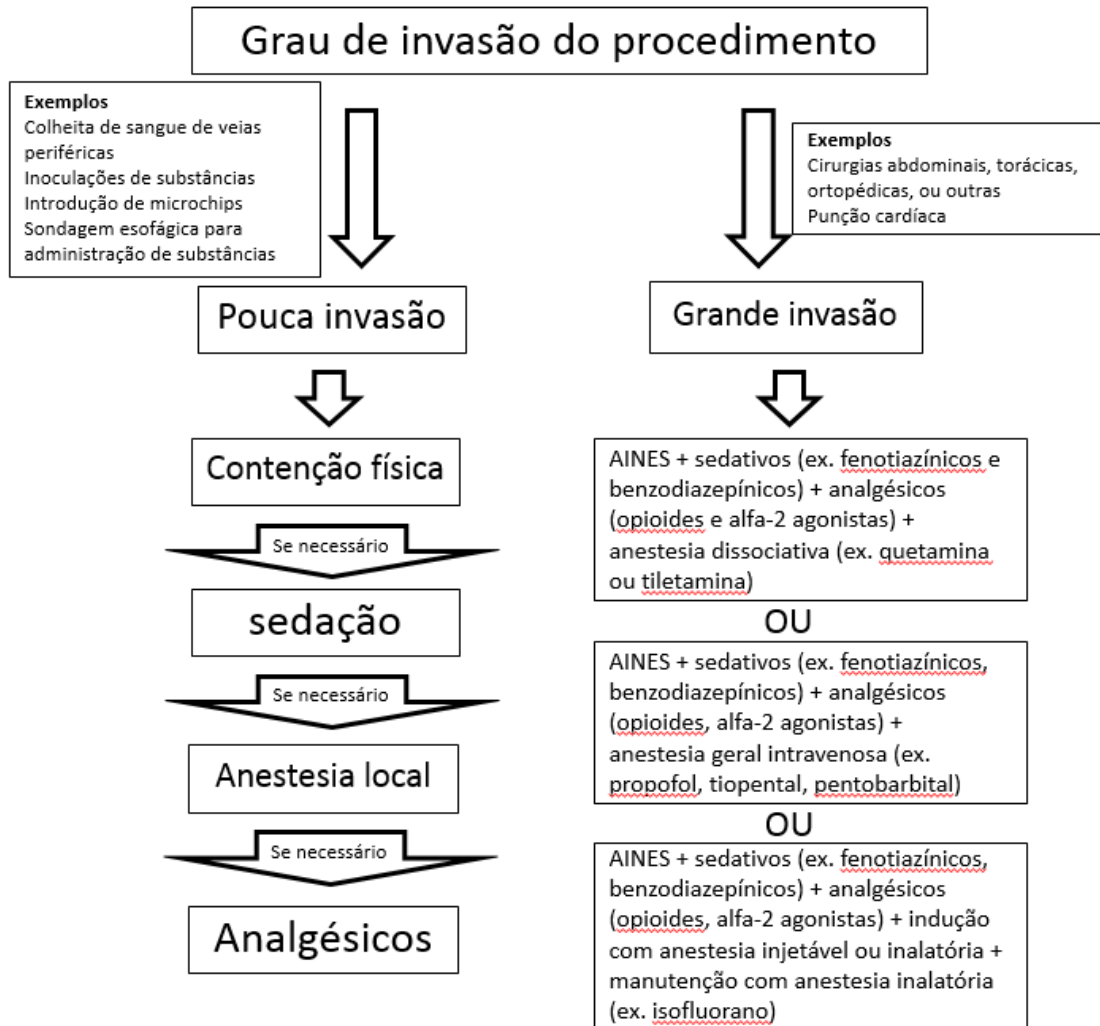 Grau de invasão do procedimento
Exemplos
Colheita de sangue de veias
periféricas
Inoculações de substâncias
Introdução de microchips
Sondagem esofágica para
administração de substâncias
Exemplos
Cirurgias abdominais, torácicas,
ortopédicas, ou outras
Punção cardíaca
Pouca invasão
Grande invasão
Contenção física
Se necessário
sedação
Se necessário
Anestesia local
Se necessário
Analgésicos
AINES + sedativos (ex. fenotiazínicos e
benzodiazepínicos) + analgésicos
(opioides e alfa-2 agonistas) +
anestesia dissociativa (ex. quetamina
ou tiletamina)
OU
AINES + sedativos (ex. fenotiazínicos,
benzodiazepínicos) + analgésicos
(opioides, alfa-2 agonistas) +
anestesia geral intravenosa (ex.
propofol, tiopental, pentobarbital)
OU
AINES + sedativos (ex. fenotiazínicos,
benzodiazepínicos) + analgésicos
(opioides, alfa-2 agonistas) + indução
com anestesia injetável ou inalatória +
manutenção com anestesia inalatória
(ex. isofluorano)